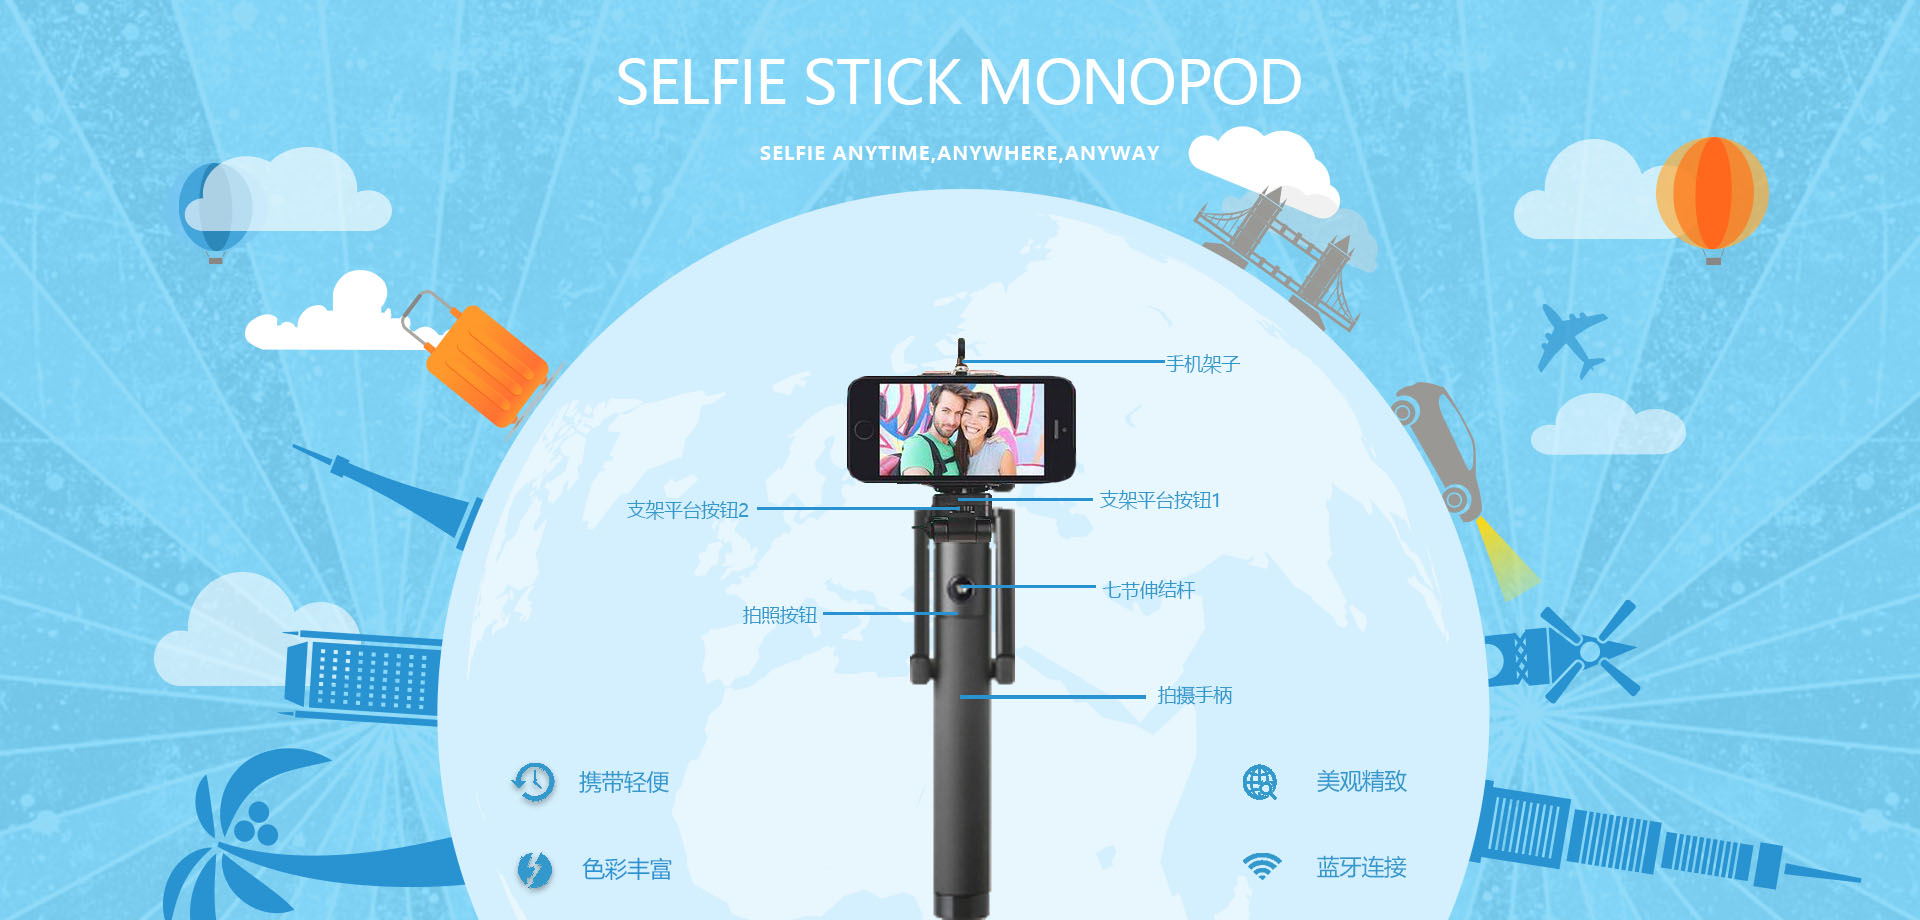 SELFIE STICK MONOPOD
SELFIE ANYTIME,ANYWHERE,ANYWAY
手机架子
支架平台按钮1
支架平台按钮2
七节伸结杆
拍照按钮
拍摄手柄
携带轻便
美观精致
色彩丰富
蓝牙连接